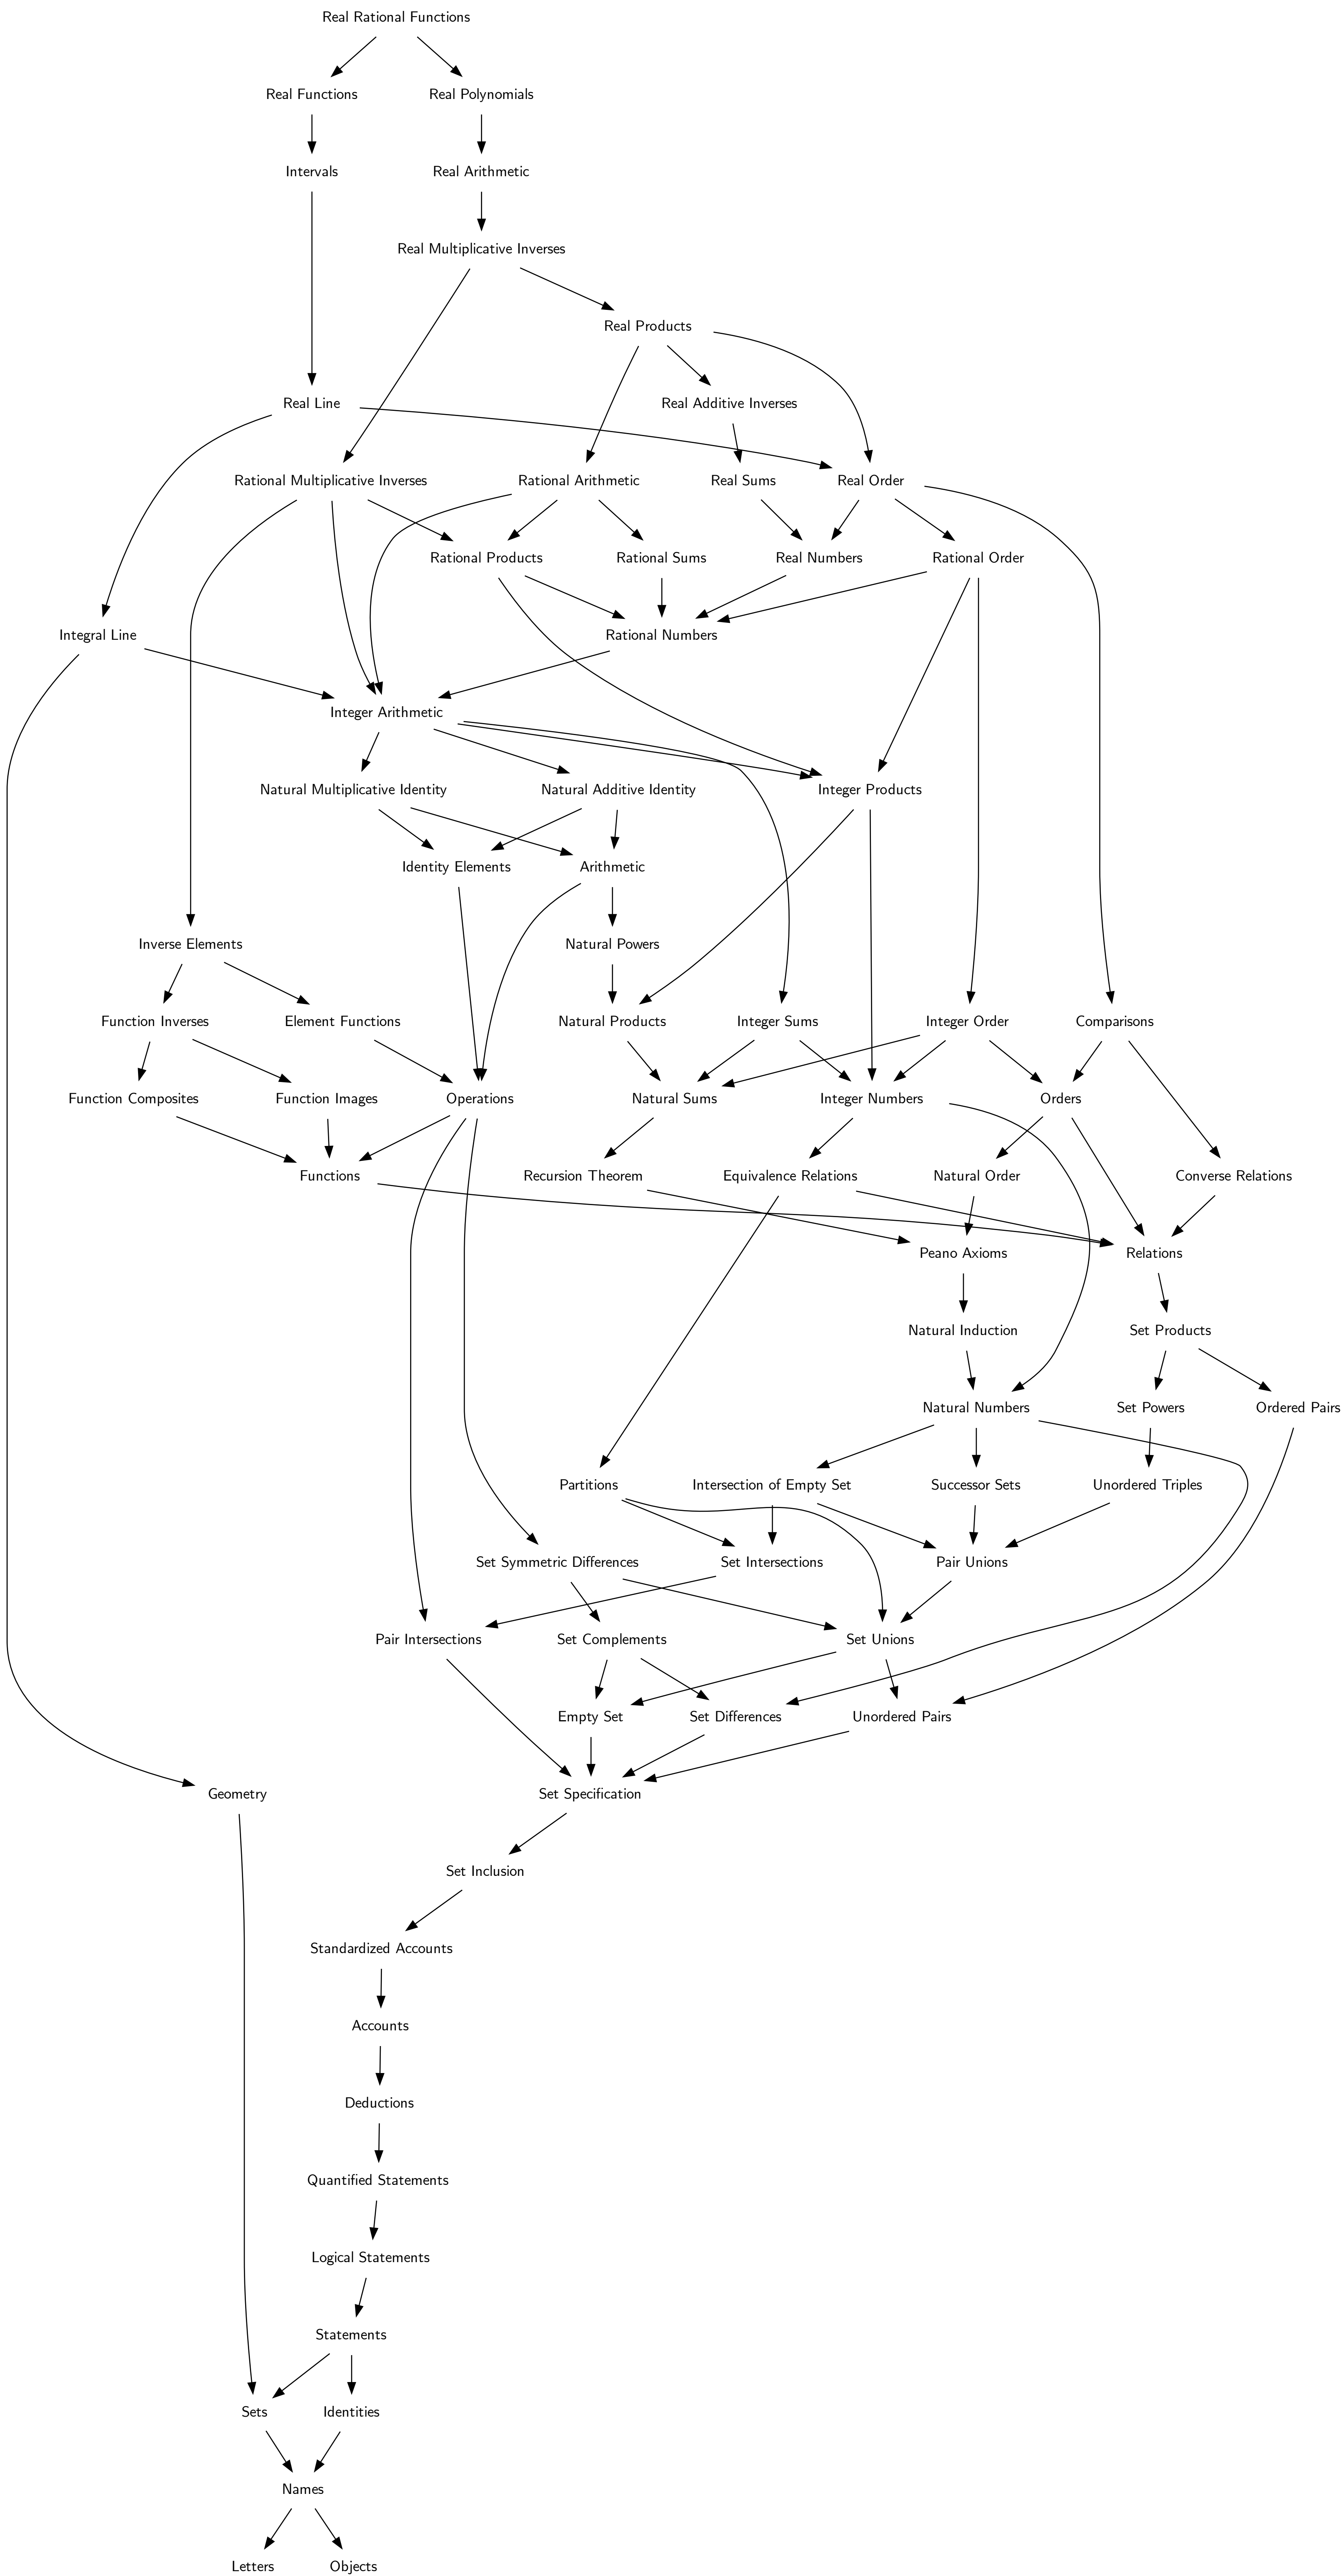 Real Rational Functions
Real Functions
Real Polynomials
Intervals
Real Arithmetic
Real Multiplicative Inverses
Real Products
Real Line
Real Additive Inverses
Rational Multiplicative Inverses
Rational Arithmetic
Real Sums
Real Order
Rational Products
Rational Sums
Real Numbers
Rational Order
Integral Line
Rational Numbers
Integer Arithmetic
Natural Multiplicative Identity
Natural Additive Identity
Integer Products
Identity Elements
Arithmetic
Inverse Elements
Natural Powers
Function Inverses
Element Functions
Natural Products
Integer Sums
Integer Order
Comparisons
Function Composites
Function Images
Operations
Natural Sums
Integer Numbers
Orders
Functions
Recursion Theorem
Equivalence Relations
Natural Order
Converse Relations
Peano Axioms
Relations
Natural Induction
Set Products
Natural Numbers
Set Powers
Ordered Pairs
Partitions
Intersection of Empty Set
Successor Sets
Unordered Triples
Set Symmetric Differences
Set Intersections
Pair Unions
Pair Intersections
Set Complements
Set Unions
Empty Set
Set Differences
Unordered Pairs
Geometry
Set Specification
Set Inclusion
Standardized Accounts
Accounts
Deductions
Quantified Statements
Logical Statements
Statements
Sets
Identities
Names
Letters
Objects